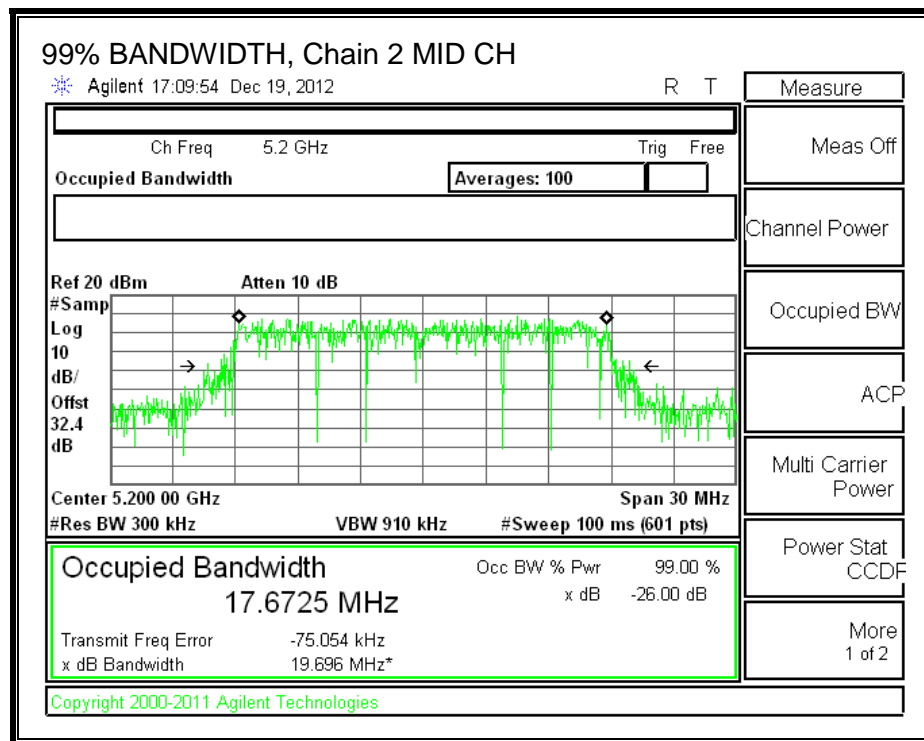 99% BANDWIDTH, Chain 2 MID CH
Agilent 17:09:54 Dec 19, 2012 R T
Measure
Ch Freq 5.2 GHz Trig Free
Meas Off
Occupied Bandwidth Averages: 100
Channel Power
Ref 20 dBm Atten 10 dB
#Samp
Log
10
dB/
Offst
32.4
dB
Occupied BW
ACP
Multi Carrier
Power
Center 5.200 00 GHz Span 30 MHz
#Res BW 300 kHz VBW 910 kHz #Sweep 100 ms (601 pts)
Power Stat
CCDF
Occupied Bandwidth Occ BW % Pwr 99.00 %
17.6725 MHz x dB -26.00 dB
Transmit Freq Error -75.054 kHz
x dB Bandwidth 19.696 MHz*
More
1 of 2
Copyright 2000-2011 Agilent Technologies